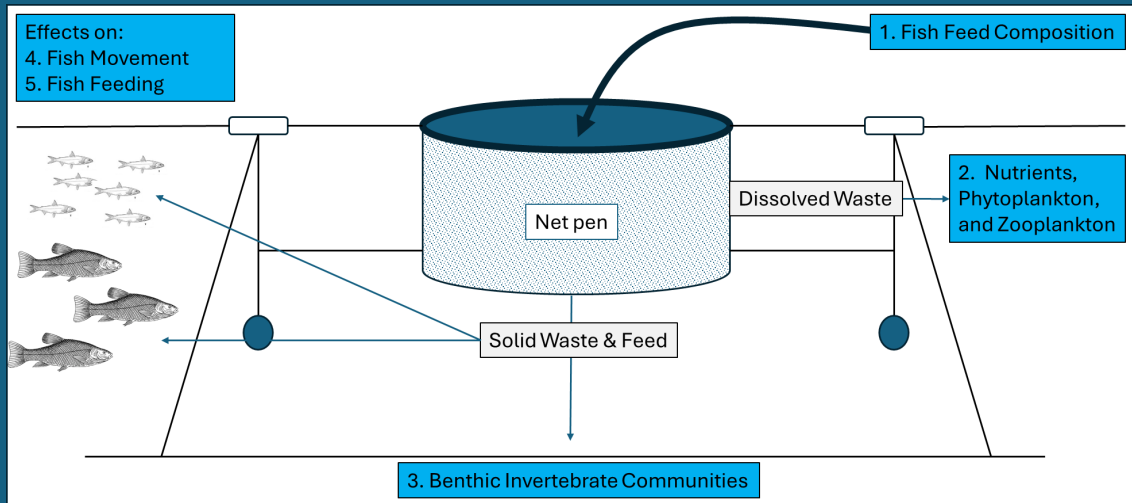 Effects on:
4. Fish Movement
5. Fish Feeding
1. Fish Feed Composition
Net pen
Dissolved Waste
2. Nutrients,
Phytoplankton,
and Zooplankton
Solid Waste & Feed
3. Benthic Invertebrate Communities